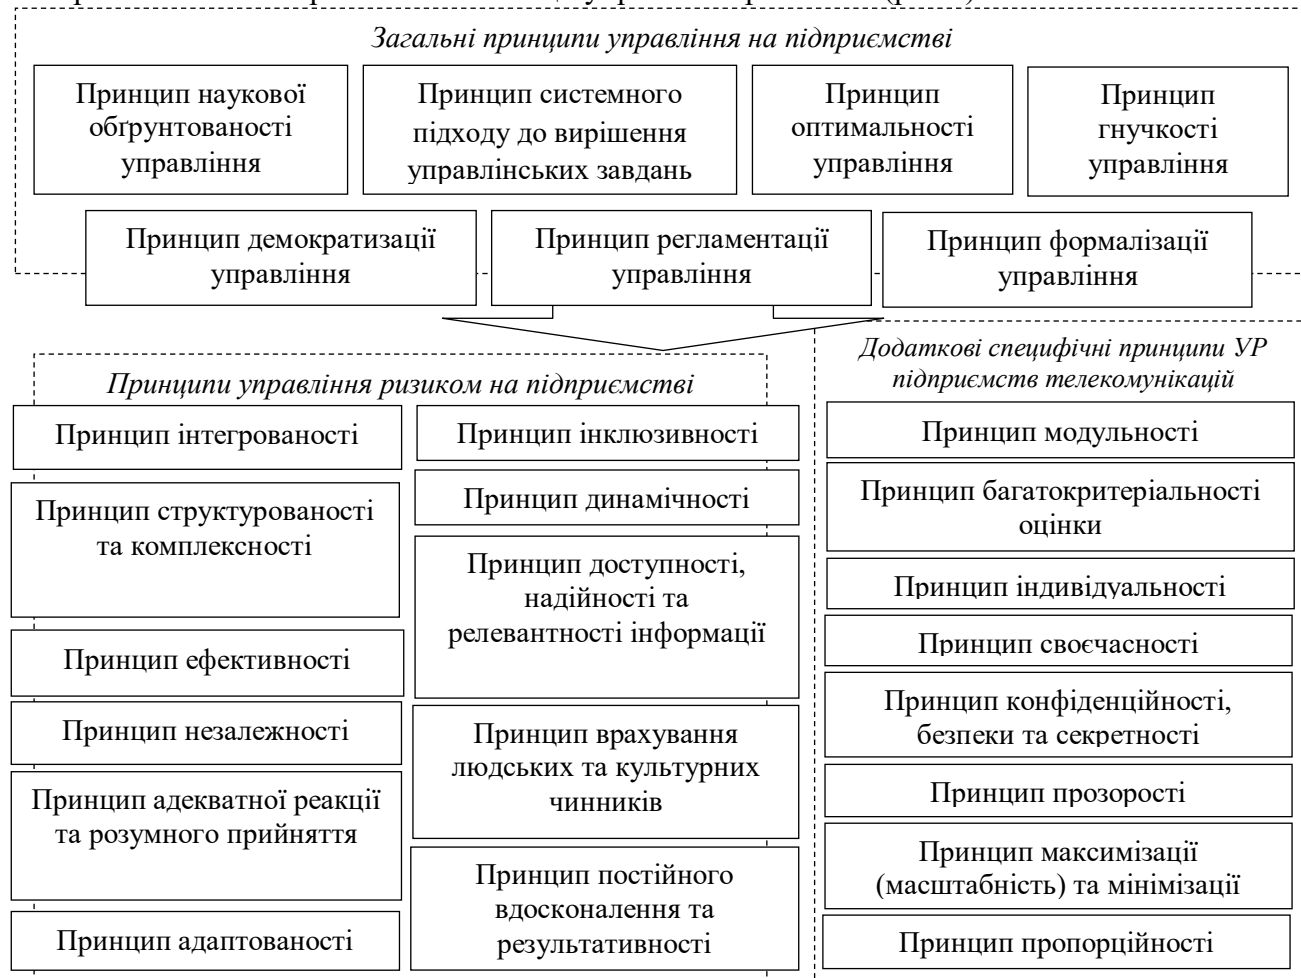 Загальні принципи управління на підприємстві
Принцип наукової
обґрунтованості
управління
Принцип системного
підходу до вирішення
управлінських завдань
Принцип
оптимальності
управління
Принцип
гнучкості
управління
Принцип демократизації
управління
Принцип регламентації
управління
Принцип формалізації
управління
Принципи управління ризиком на підприємстві
Принцип інтегрованості
Принцип структурованості
та комплексності
Принцип ефективності
Принцип незалежності
Принцип адекватної реакції
та розумного прийняття
Принцип адаптованості
Принцип інклюзивності
Принцип динамічності
Принцип доступності,
надійності та
релевантності інформації
Принцип врахування
людських та культурних
чинників
Принцип постійного
вдосконалення та
результативності
Додаткові специфічні принципи УР
підприємств телекомунікацій
Принцип модульності
Принцип багатокритеріальності
оцінки
Принцип індивідуальності
Принцип своєчасності
Принцип конфіденційності,
безпеки та секретності
Принцип прозорості
Принцип максимізації
(масштабність) та мінімізації
Принцип пропорційності